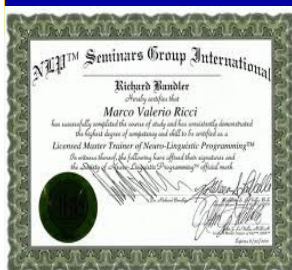 NLP™ Seminars Group International
Richard Bandler
Hereby certifies that
Marco Valerio Ricci
has successfully completed the course of study and has consistently demonstrated
the highest degree of competency and skill to be certified as a
Licensed Master Trainer of Neuro-Linguistic Programming™
In witness thereof, the following have affixed their signatures and
the Society of Neuro-Linguistic Programming™ official mark